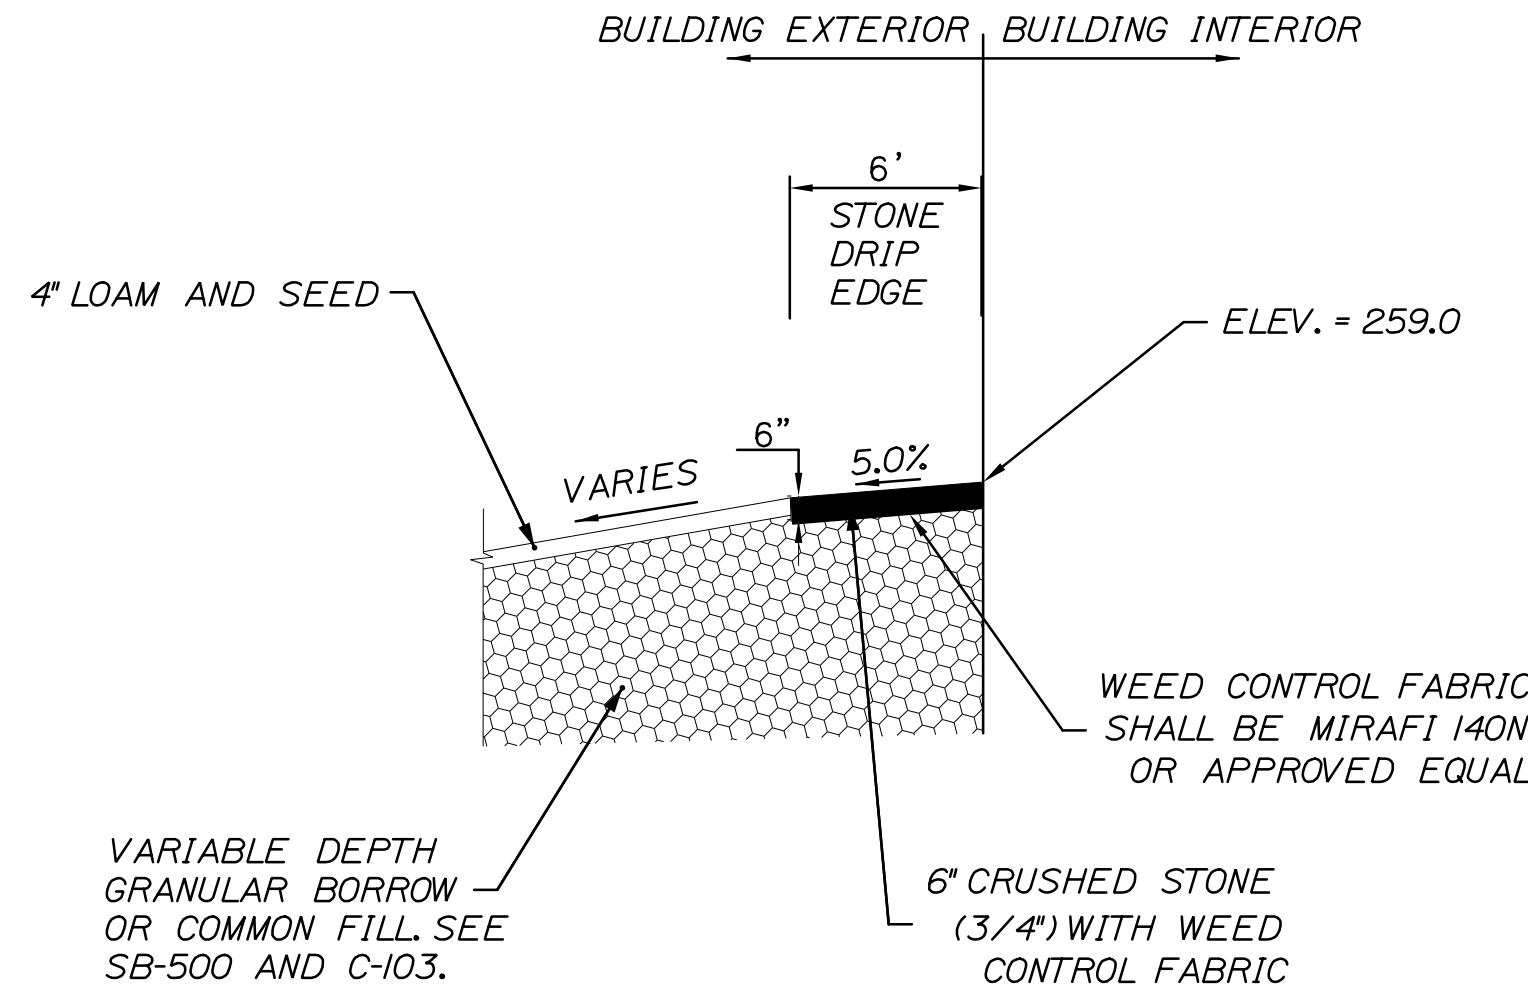 BUILDING EXTERIOR
BUILDING INTERIOR
6'
STONE
DRIP
EDGE
4" LOAM AND SEED
ELEV. = 259.0
6"
5.0%
VARIES
WEED CONTROL FABRIC
SHALL BE MIRAFI 140N
OR APPROVED EQUAL
VARIABLE DEPTH
GRANULAR BORROW
OR COMMON FILL. SEE
SB-500 AND C-103.
6" CRUSHED STONE
(3/4") WITH WEED
CONTROL FABRIC